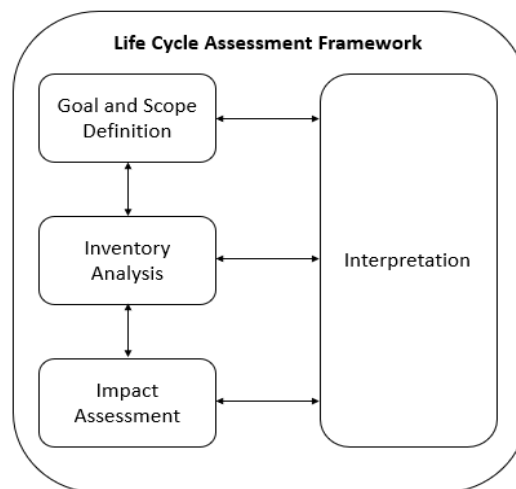 Life Cycle Assessment Framework
Goal and Scope
Definition
Inventory
Analysis
Impact
Assessment
Interpretation